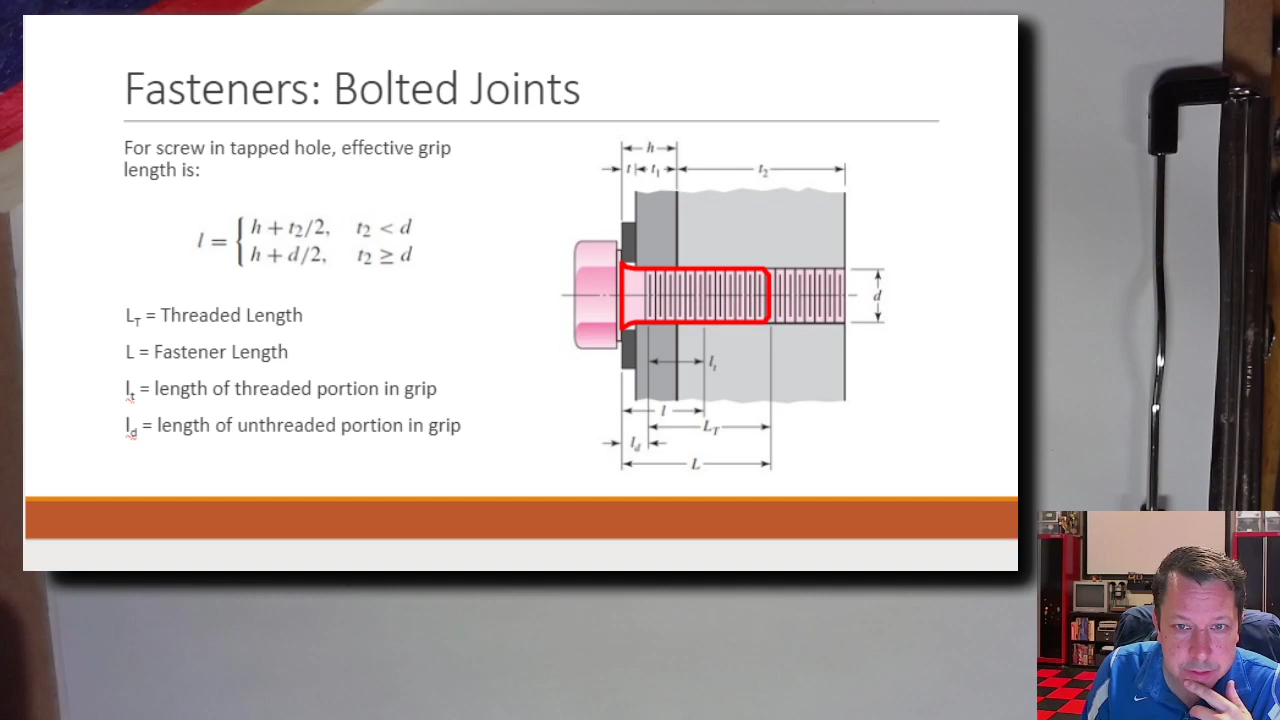 Fasteners: Bolted Joints
For screw in tapped hole, effective grip
length is:
l = { h + t₂/2, t₂ < d
h + d/2, t₂ ≥ d
L_T = Threaded Length
L = Fastener Length
l_t = length of threaded portion in grip
l_d = length of unthreaded portion in grip
h
t t₁ t₂
d
l_t
l
L_T
l_d
L